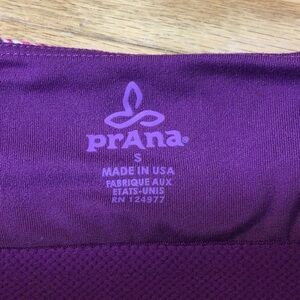 prAna®
S
MADE IN USA
FABRIQUE AUX
ETATS-UNIS
RN 124977